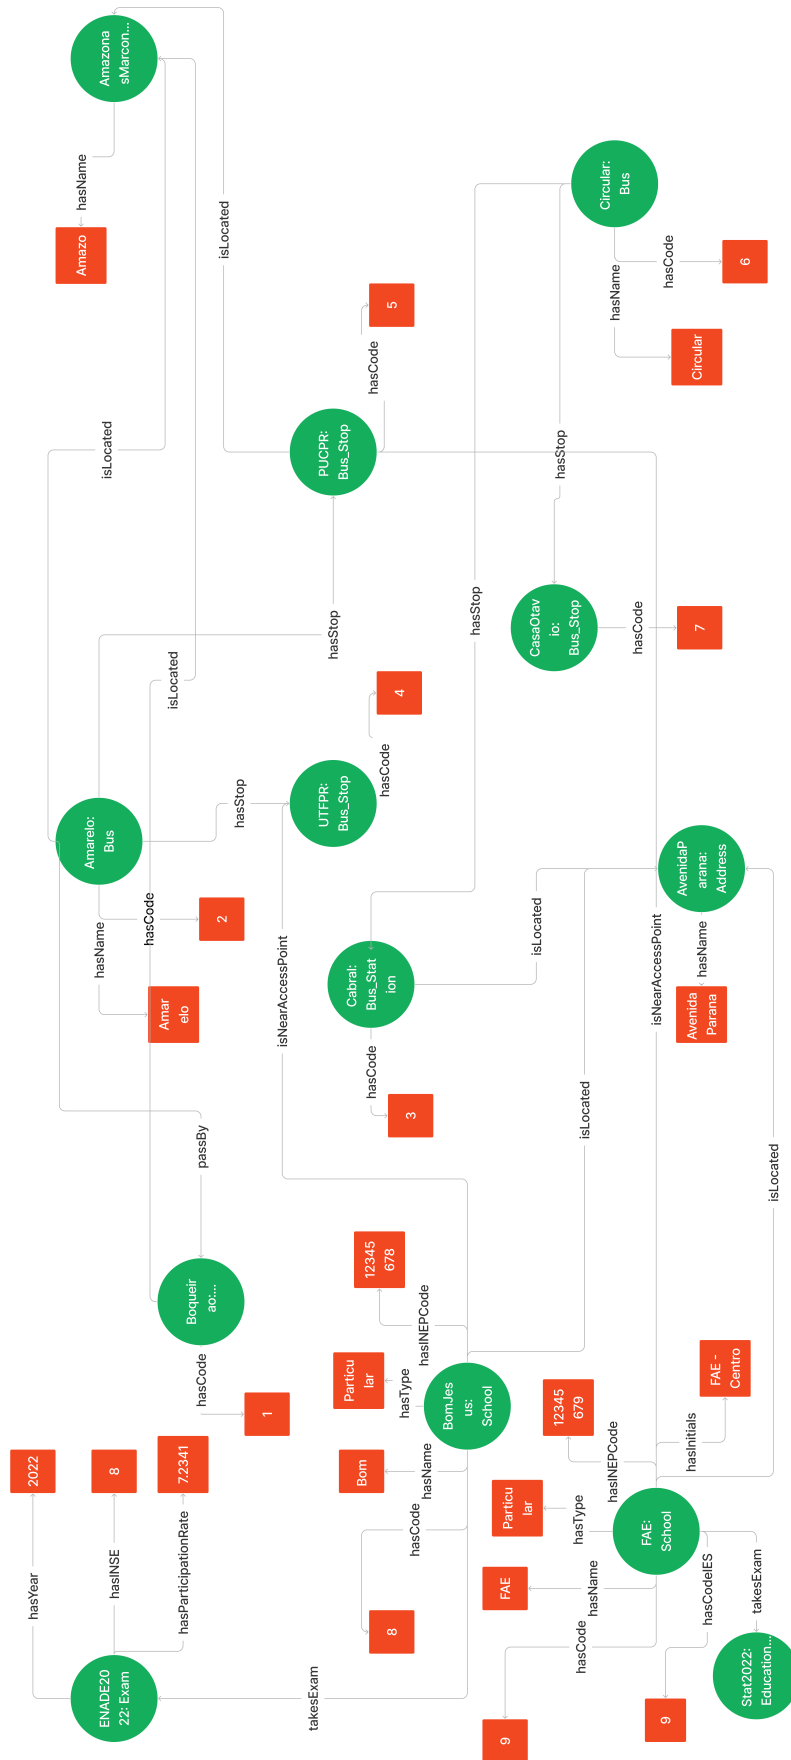 Amazona
sMarcon...
hasName
Amazo
isLocated
Circular:
Bus
hasName
hasCode
6
Circular
5
hasCode
isLocated
PUCPR:
Bus_Stop
hasStop
hasStop
hasStop
CasaOtav
io:
Bus_Stop
hasCode
7
isLocated
4
hasCode
UTFPR:
Bus_Stop
hasStop
Amarelo:
Bus
hasName
hasCode
2
Amar
elo
isNearAccessPoint
Cabral:
Bus_Stat
ion
hasCode
3
isLocated
AvenidaP
arana:
Address
isNearAccessPoint
hasName
Avenida
Parana
isLocated
isLocated
passBy
Boqueir
ao:...
hasCode
1
12345
678
hasINEPCode
Particu
lar
hasType
BomJes
us:
School
Bom
hasName
hasCode
8
FAE -
Centro
hasInitials
12345
679
hasINEPCode
Particu
lar
hasType
FAE:
School
FAE
hasName
hasCode
9
hasCodeIES
9
takesExam
Stat2022:
Education...
2022
hasYear
8
hasINSE
7.2341
hasParticipationRate
ENADE20
22: Exam
takesExam